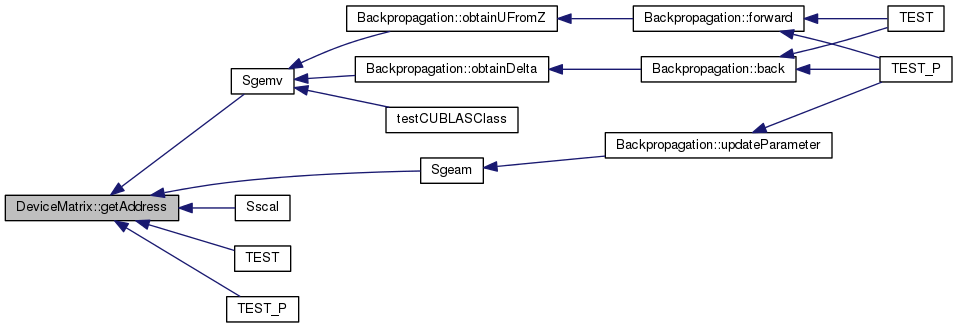 Backpropagation::obtainUFromZ
Backpropagation::forward
TEST
Backpropagation::obtainDelta
Backpropagation::back
TEST_P
Sgemv
testCUBLASClass
Backpropagation::updateParameter
Sgeam
DeviceMatrix::getAddress
Sscal
TEST
TEST_P